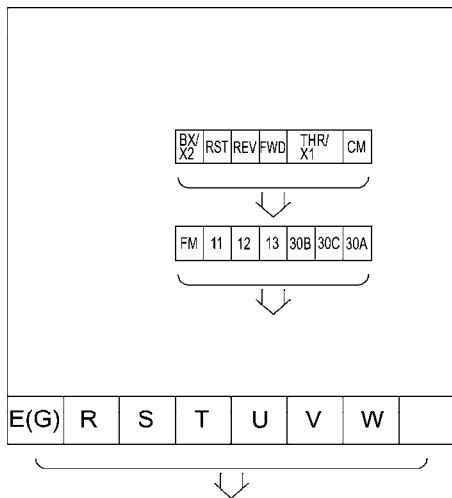 BX/ X2 RST REV FWD THR/ X1 CM
FM 11 12 13 30B 30C 30A
E(G) R S T U V W